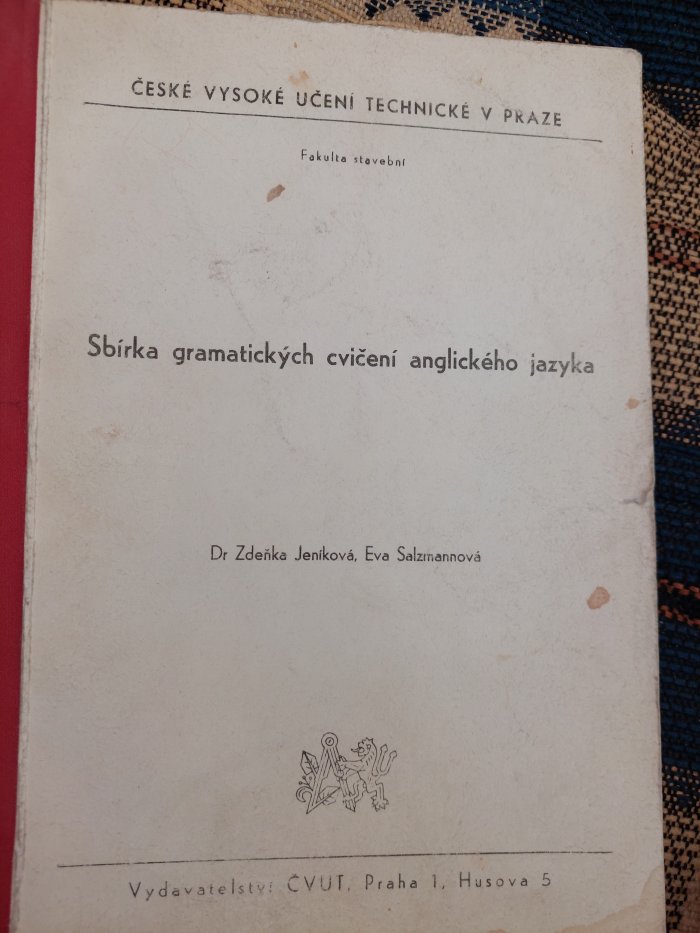 ČESKÉ VYSOKÉ UČENÍ TECHNICKÉ V PRAZE
Fakulta stavební
Sbírka gramatických cvičení anglického jazyka
Dr Zdeňka Jeníková, Eva Salzmannová
Vydavatelství ČVUT, Praha 1, Husova 5